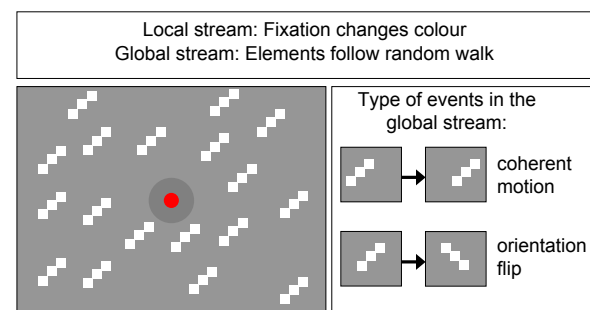 Local stream: Fixation changes colour
Global stream: Elements follow random walk
Type of events in the
global stream:
coherent
motion
orientation
flip